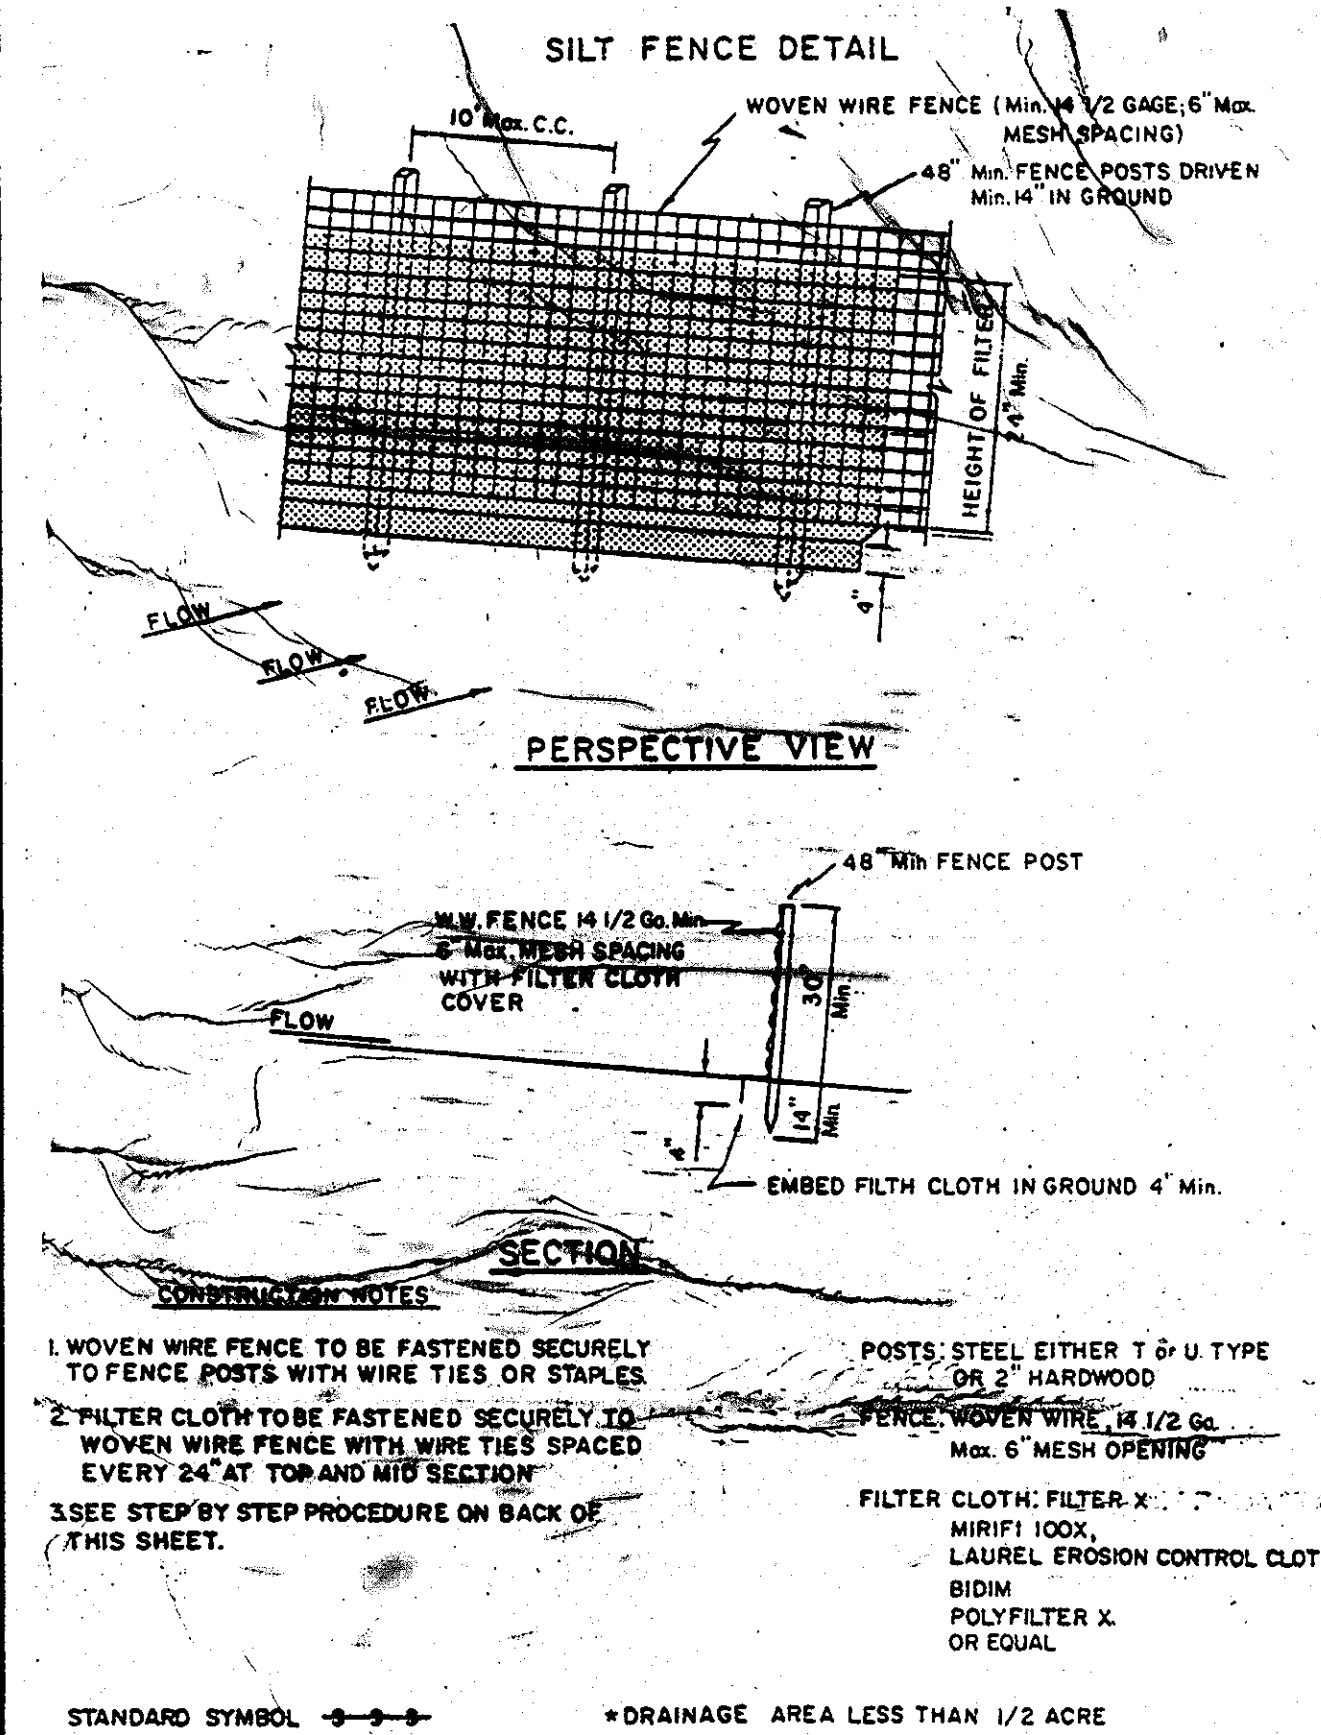 SILT FENCE DETAIL
WOVEN WIRE FENCE (Min. 14 1/2 GAGE; 6" Max.
MESH SPACING)
10' Max. C.C.
48" Min. FENCE POSTS DRIVEN
Min. 14" IN GROUND
HEIGHT OF FILTER
24" Min.
4"
FLOW
FLOW
FLOW
PERSPECTIVE VIEW
48" Min FENCE POST
W.W. FENCE 14 1/2 Ga. Min
6" Max. MESH SPACING
WITH FILTER CLOTH
COVER
30"
Min.
FLOW
14"
Min.
4"
EMBED FILTH CLOTH IN GROUND 4" Min.
SECTION
CONSTRUCTION NOTES
1. WOVEN WIRE FENCE TO BE FASTENED SECURELY
TO FENCE POSTS WITH WIRE TIES OR STAPLES.
2. FILTER CLOTH TO BE FASTENED SECURELY TO
WOVEN WIRE FENCE WITH WIRE TIES SPACED
EVERY 24" AT TOP AND MID SECTION
3. SEE STEP BY STEP PROCEDURE ON BACK OF
THIS SHEET.
POSTS: STEEL EITHER T or U TYPE
OR 2" HARDWOOD
FENCE: WOVEN WIRE, 14 1/2 Ga.
Max. 6" MESH OPENING
FILTER CLOTH: FILTER X
MIRIFI 100X,
LAUREL EROSION CONTROL CLOT
BIDIM
POLYFILTER X.
OR EQUAL
STANDARD SYMBOL
*DRAINAGE AREA LESS THAN 1/2 ACRE